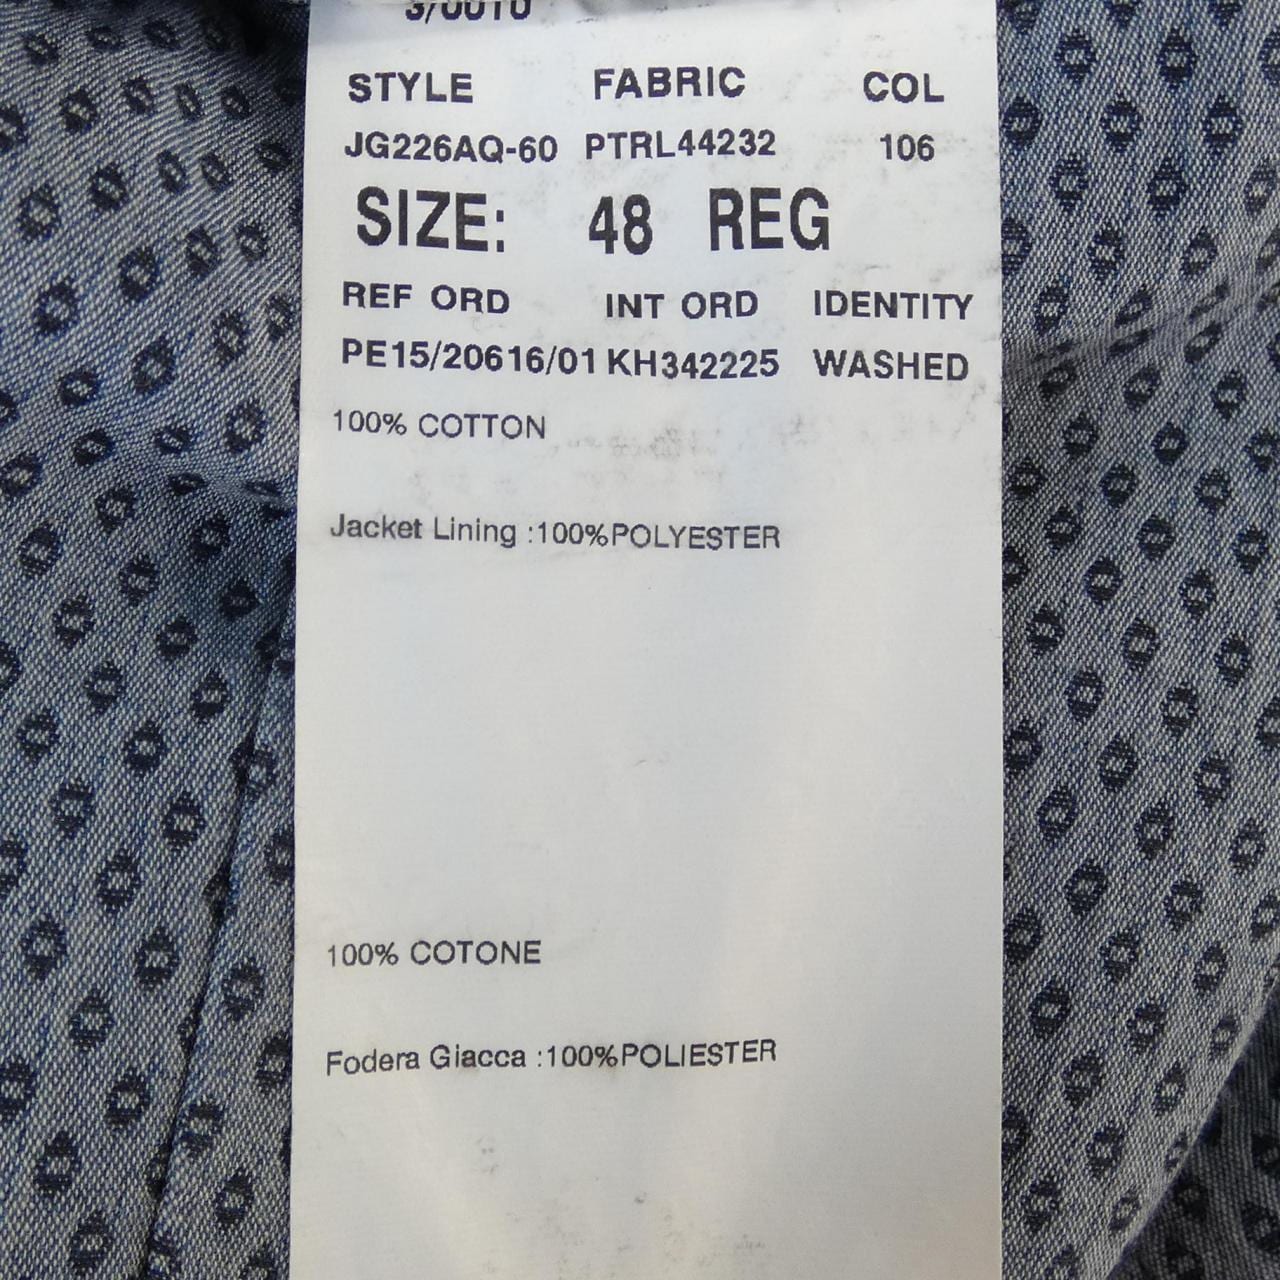 STYLE FABRIC COL
JG226AQ-60 PTRL44232 106
SIZE: 48 REG
REF ORD INT ORD IDENTITY
PE15/20616/01 KH342225 WASHED
100% COTTON
Jacket Lining :100%POLYESTER
100% COTONE
Fodera Giacca :100%POLIESTER